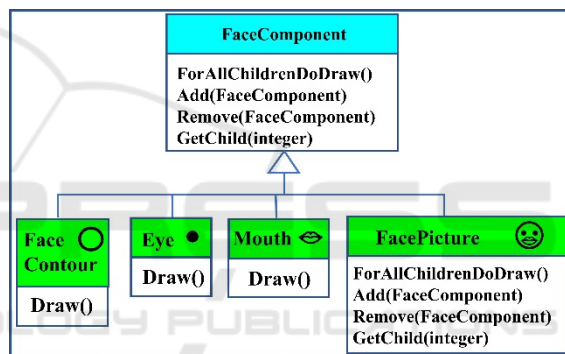 FaceComponent
ForAllChildrenDoDraw()
Add(FaceComponent)
Remove(FaceComponent)
GetChild(integer)
Face
Contour
Draw()
Eye
Draw()
Mouth
Draw()
FacePicture
ForAllChildrenDoDraw()
Add(FaceComponent)
Remove(FaceComponent)
GetChild(integer)